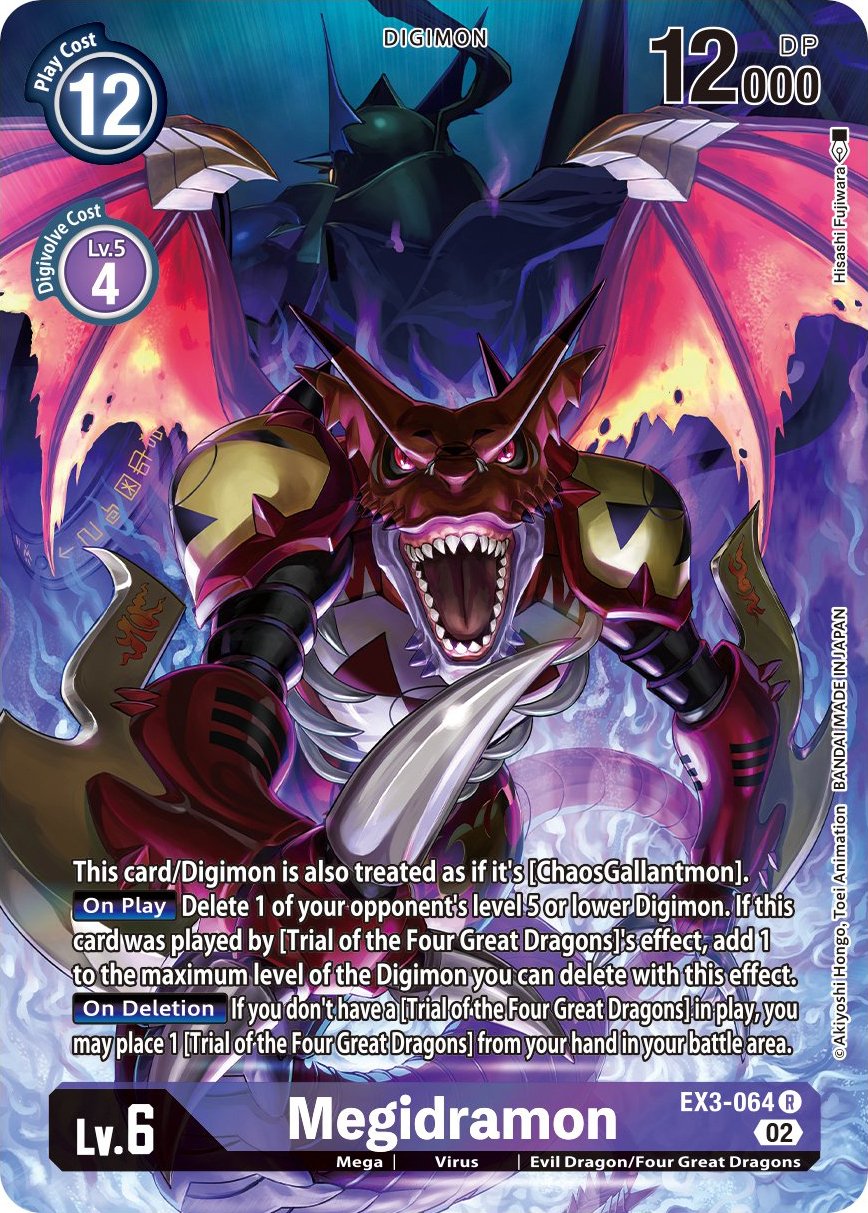 DIGIMON
Play Cost
12
12000
DP
Digivolve Cost
Lv.5
4
Hisashi Fujiwara
This card/Digimon is also treated as if it's [ChaosGallantmon].
On Play Delete 1 of your opponent's level 5 or lower Digimon. If this
card was played by [Trial of the Four Great Dragons]'s effect, add 1
to the maximum level of the Digimon you can delete with this effect.
On Deletion If you don't have a [Trial of the Four Great Dragons] in play, you
may place 1 [Trial of the Four Great Dragons] from your hand in your battle area.
©Akiyoshi Hongo, Toei Animation BANDAI MADE IN JAPAN
Lv.6
Megidramon
EX3-064 R
02
Mega | Virus | Evil Dragon/Four Great Dragons